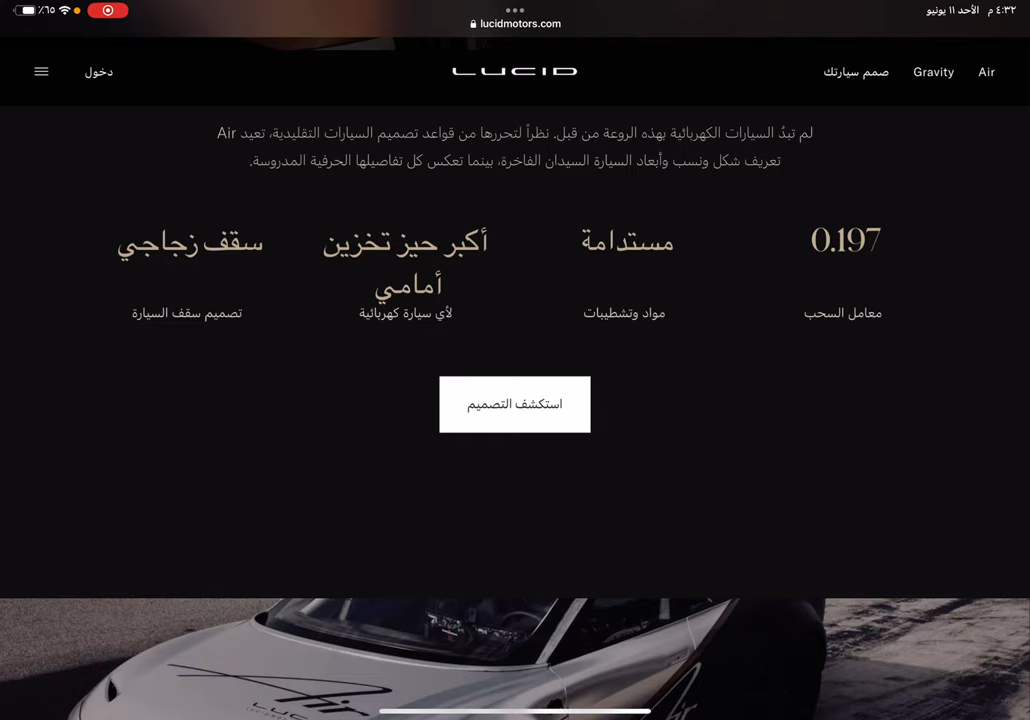 ٤:٣٢ م الأحد ١١ يونيو
٪٦٥
lucidmotors.com
Air Gravity صمم سيارتك
LUCID
دخول
لم تبدُ السيارات الكهربائية بهذه الروعة من قبل. نظراً لتحررها من قواعد تصميم السيارات التقليدية، تعيد Air
تعريف شكل ونسب وأبعاد السيارة السيدان الفاخرة، بينما تعكس كل تفاصيلها الحرفية المدروسة.
0.197
معامل السحب
مستدامة
مواد وتشطيبات
أكبر حيز تخزين
أمامي
لأي سيارة كهربائية
سقف زجاجي
تصميم سقف السيارة
استكشف التصميم
Air
LUCID
Air